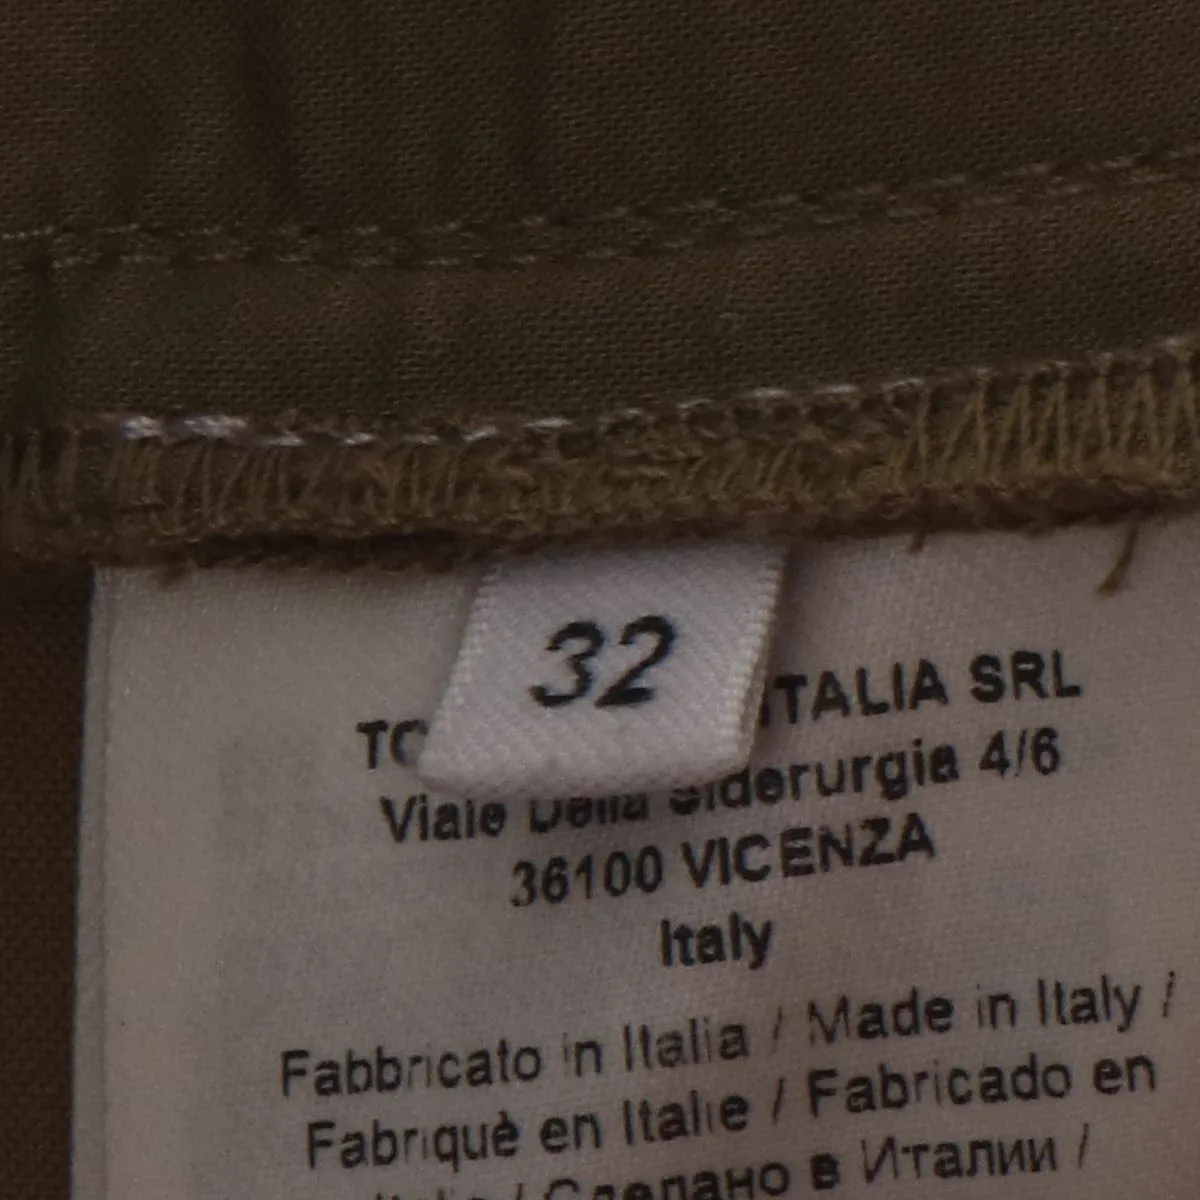 32
ITALIA SRL
Viale Della Siderurgia 4/6
36100 VICENZA
Italy
Fabbricato in Italia / Made in Italy /
Fabriquè en Italie / Fabricado en
/ Сделано в Италии /